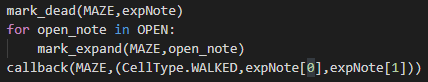 mark_dead(MAZE,expNote)
for open_note in OPEN:
    mark_expand(MAZE,open_note)
callback(MAZE,(CellType.WALKED,expNote[0],expNote[1]))